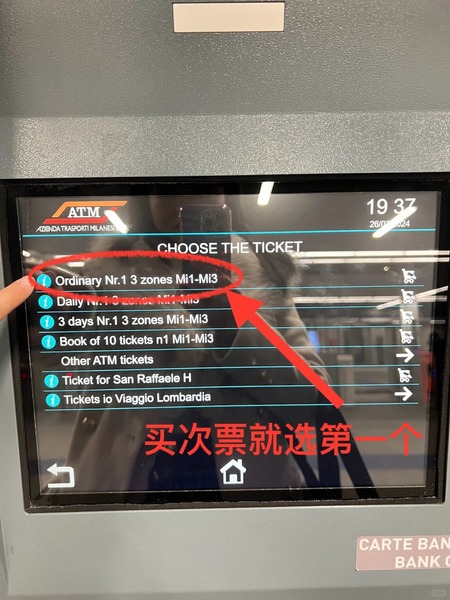 ATM
AZIENDA TRASPORTI MILANESI
19 37
26/02/2024
CHOOSE THE TICKET
Ordinary Nr.1 3 zones Mi1-Mi3
Daily Nr.1 3 zones Mi1-Mi3
3 days Nr.1 3 zones Mi1-Mi3
Book of 10 tickets n1 Mi1-Mi3
Other ATM tickets
Ticket for San Raffaele H
Tickets io Viaggio Lombardia
买次票就选第一个
CARTE BAN
BANK C